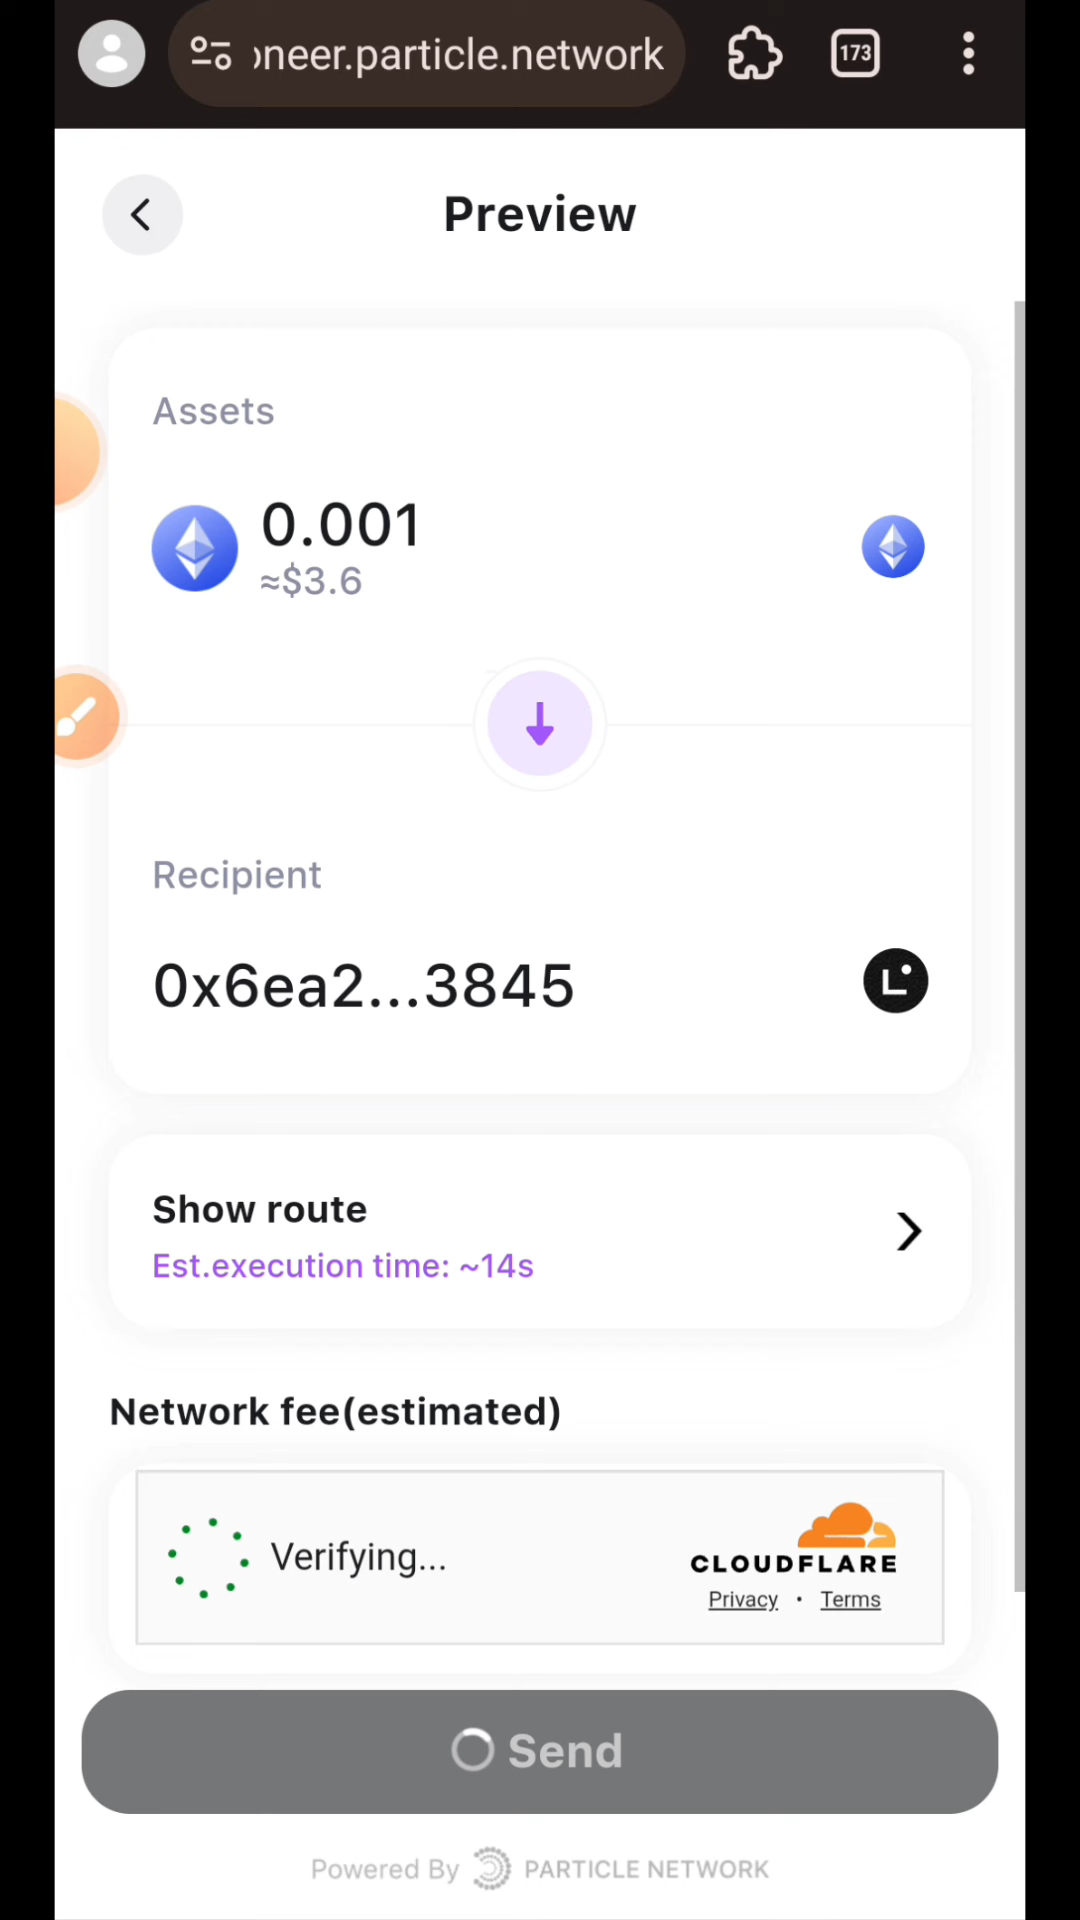 oneer.particle.network
173
Preview
Assets
0.001
≈$3.6
Recipient
0x6ea2...3845
Show route
Est.execution time: ~14s
Network fee(estimated)
Verifying...
CLOUDFLARE
Privacy • Terms
Send
Powered By PARTICLE NETWORK